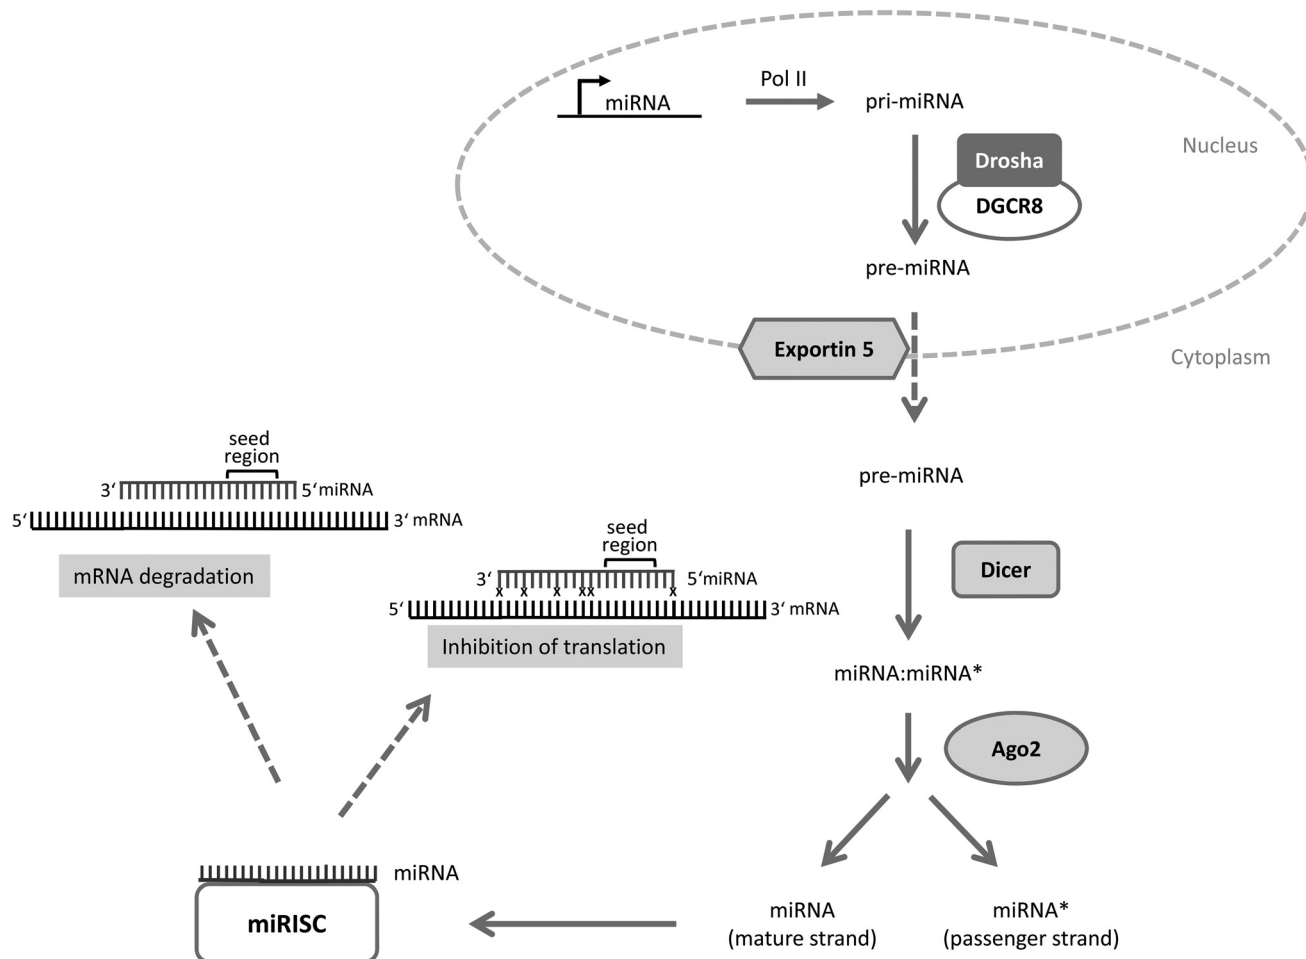 Pol II
miRNA
pri-miRNA
Nucleus
Drosha
DGCR8
pre-miRNA
Exportin 5
Cytoplasm
pre-miRNA
seed
region
3‘ 5‘miRNA
5‘ 3‘ mRNA
mRNA degradation
seed
region
3‘ 5‘miRNA
x x x xx x
5‘ 3‘ mRNA
Inhibition of translation
Dicer
miRNA:miRNA*
Ago2
miRNA
(mature strand)
miRNA*
(passenger strand)
miRNA
miRISC